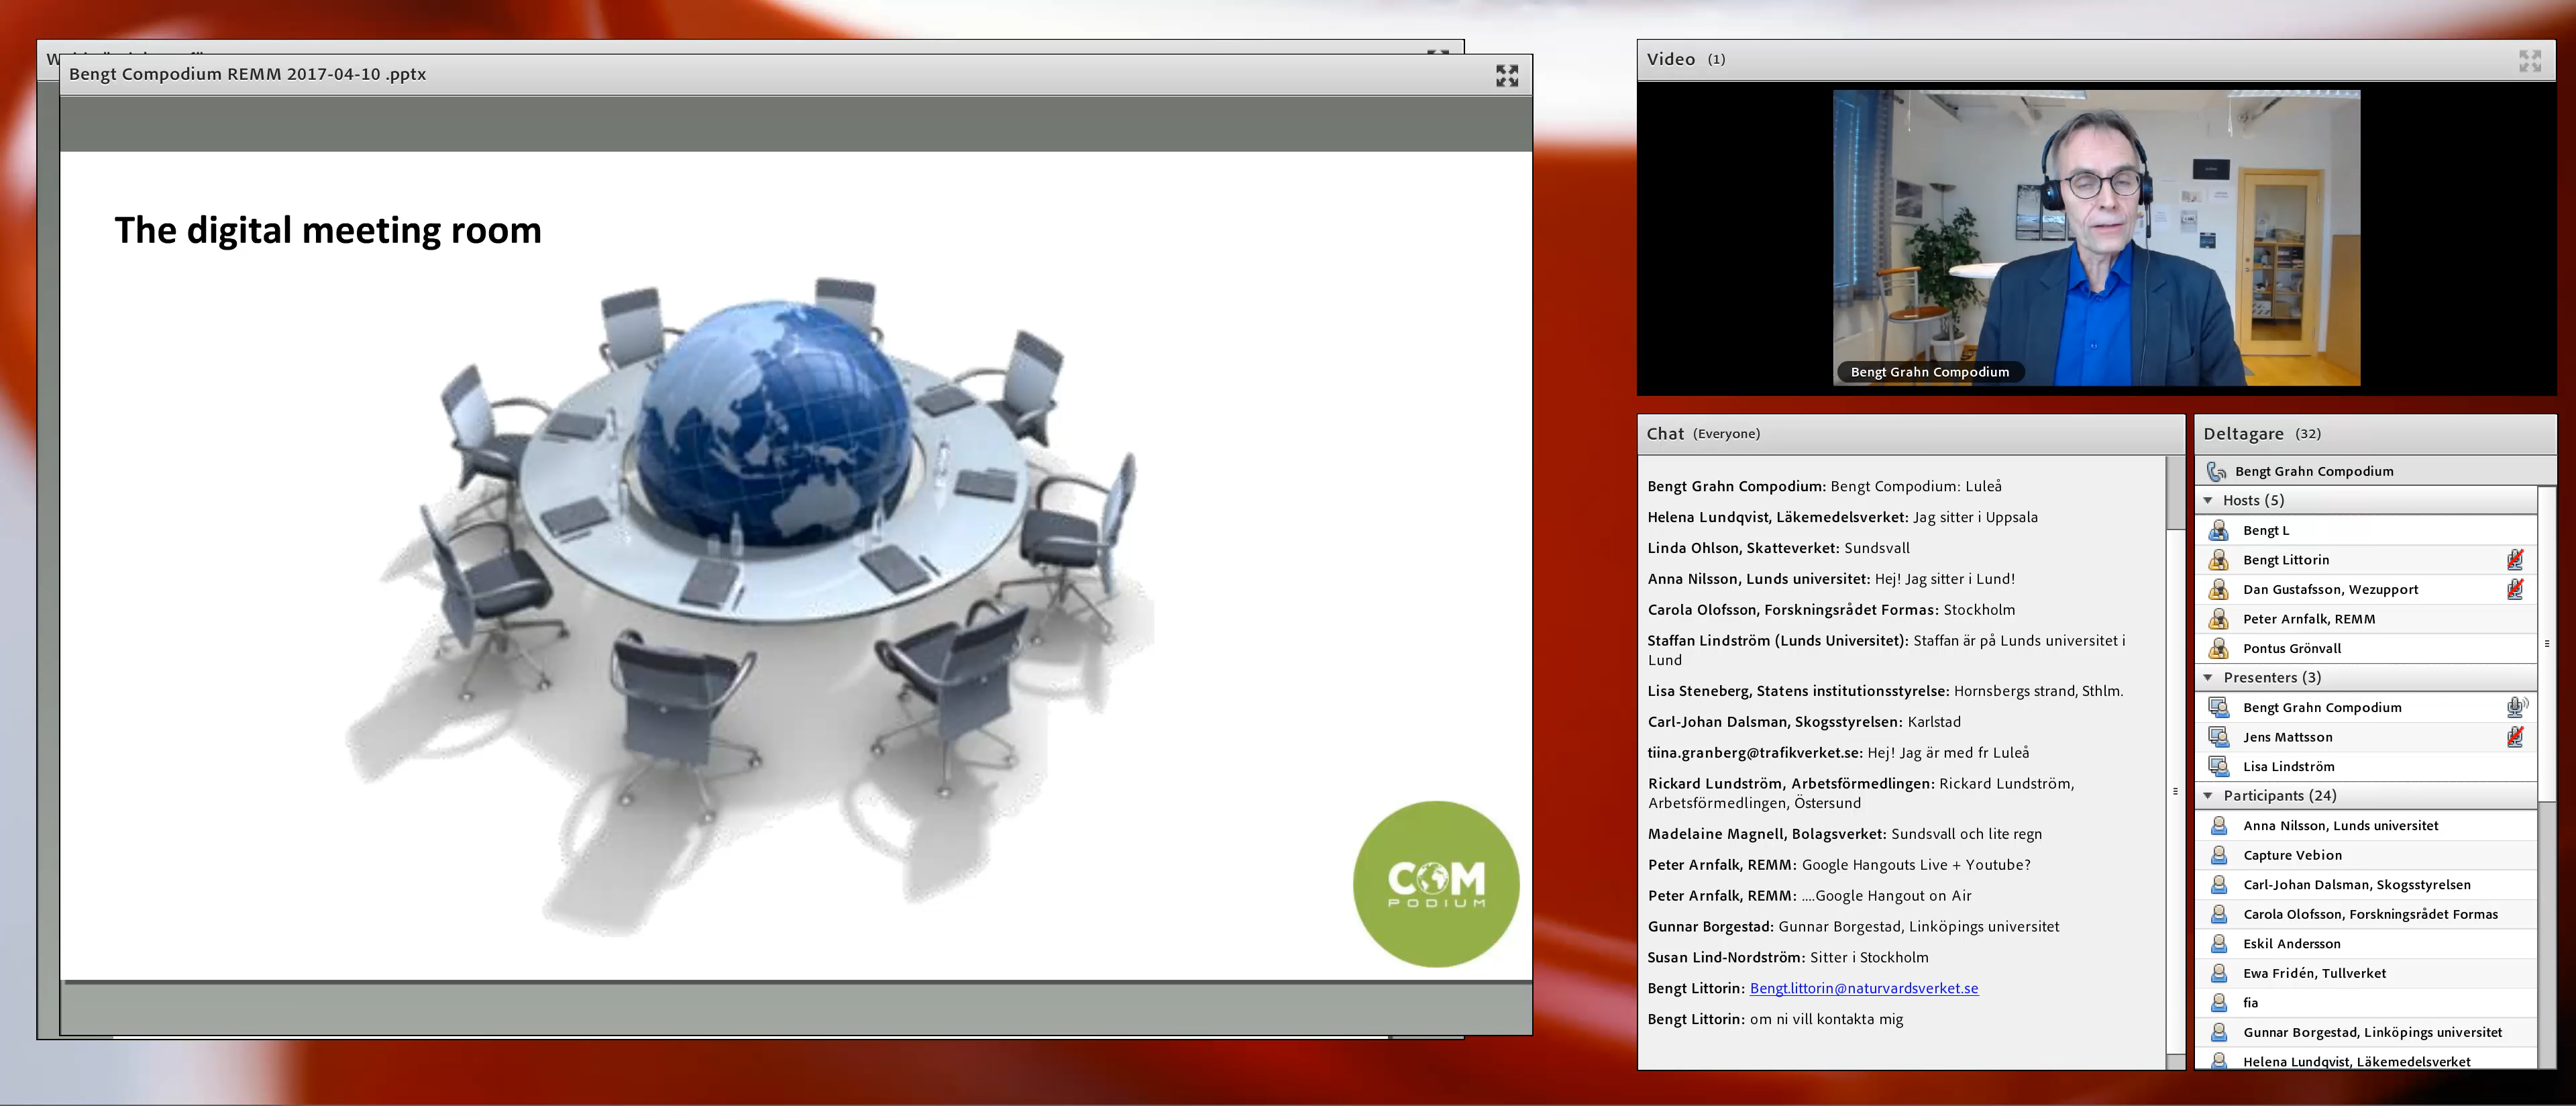 Bengt Compodium REMM 2017-04-10 .pptx
The digital meeting room
COM
PODIUM
Video (1)
Bengt Grahn Compodium
Chat (Everyone)
Bengt Grahn Compodium: Bengt Compodium: Luleå
Helena Lundqvist, Läkemedelsverket: Jag sitter i Uppsala
Linda Ohlson, Skatteverket: Sundsvall
Anna Nilsson, Lunds universitet: Hej! Jag sitter i Lund!
Carola Olofsson, Forskningsrådet Formas: Stockholm
Staffan Lindström (Lunds Universitet): Staffan är på Lunds universitet i
Lund
Lisa Steneberg, Statens institutionsstyrelse: Hornsbergs strand, Sthlm.
Carl-Johan Dalsman, Skogsstyrelsen: Karlstad
tiina.granberg@trafikverket.se: Hej! Jag är med fr Luleå
Rickard Lundström, Arbetsförmedlingen: Rickard Lundström,
Arbetsförmedlingen, Östersund
Madelaine Magnell, Bolagsverket: Sundsvall och lite regn
Peter Arnfalk, REMM: Google Hangouts Live + Youtube?
Peter Arnfalk, REMM: ....Google Hangout on Air
Gunnar Borgestad: Gunnar Borgestad, Linköpings universitet
Susan Lind-Nordström: Sitter i Stockholm
Bengt Littorin: Bengt.littorin@naturvardsverket.se
Bengt Littorin: om ni vill kontakta mig
Deltagare (32)
Bengt Grahn Compodium
Hosts (5)
Bengt L
Bengt Littorin
Dan Gustafsson, Wezupport
Peter Arnfalk, REMM
Pontus Grönvall
Presenters (3)
Bengt Grahn Compodium
Jens Mattsson
Lisa Lindström
Participants (24)
Anna Nilsson, Lunds universitet
Capture Vebion
Carl-Johan Dalsman, Skogsstyrelsen
Carola Olofsson, Forskningsrådet Formas
Eskil Andersson
Ewa Fridén, Tullverket
fia
Gunnar Borgestad, Linköpings universitet
Helena Lundqvist, Läkemedelsverket